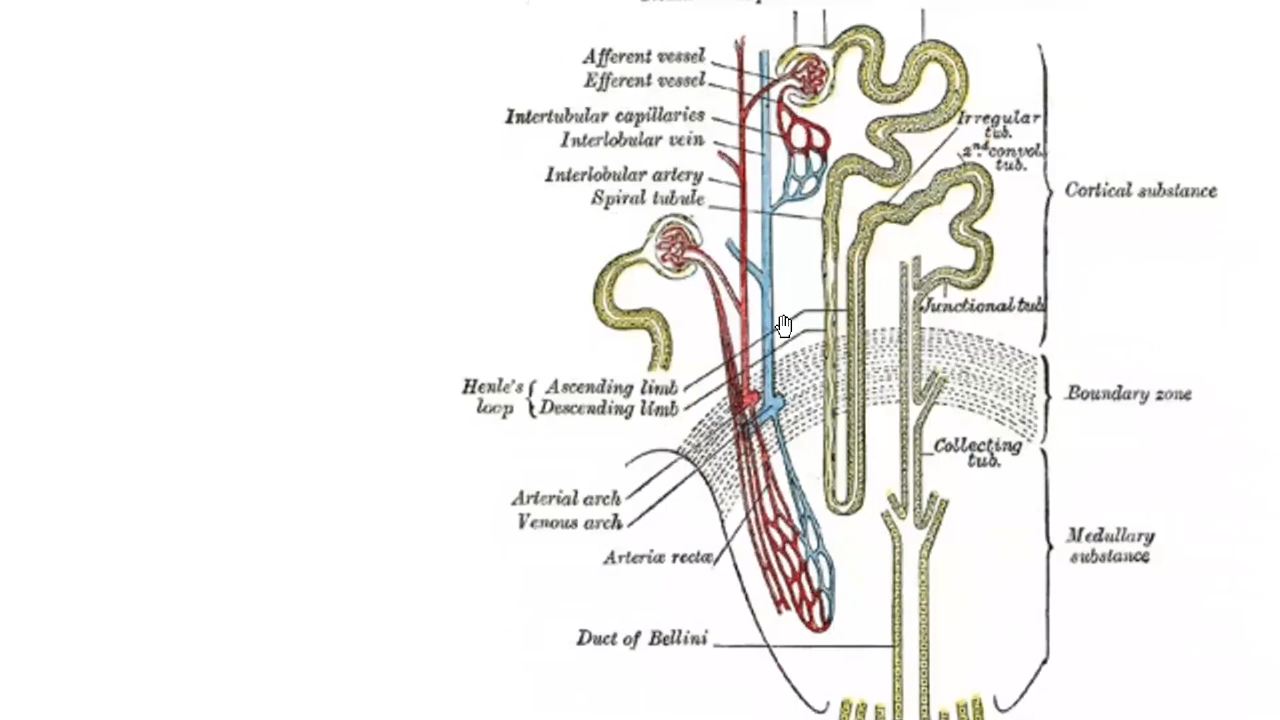 Afferent vessel
Efferent vessel
Intertubular capillaries
Interlobular vein
Interlobular artery
Spiral tubule
Irregular
tub.
2nd convol.
tub.
Cortical substance
Junctional tub.
Henle's
loop
Ascending limb
Descending limb
Boundary zone
Collecting
tub.
Arterial arch
Venous arch
Arteriæ rectæ
Medullary
substance
Duct of Bellini